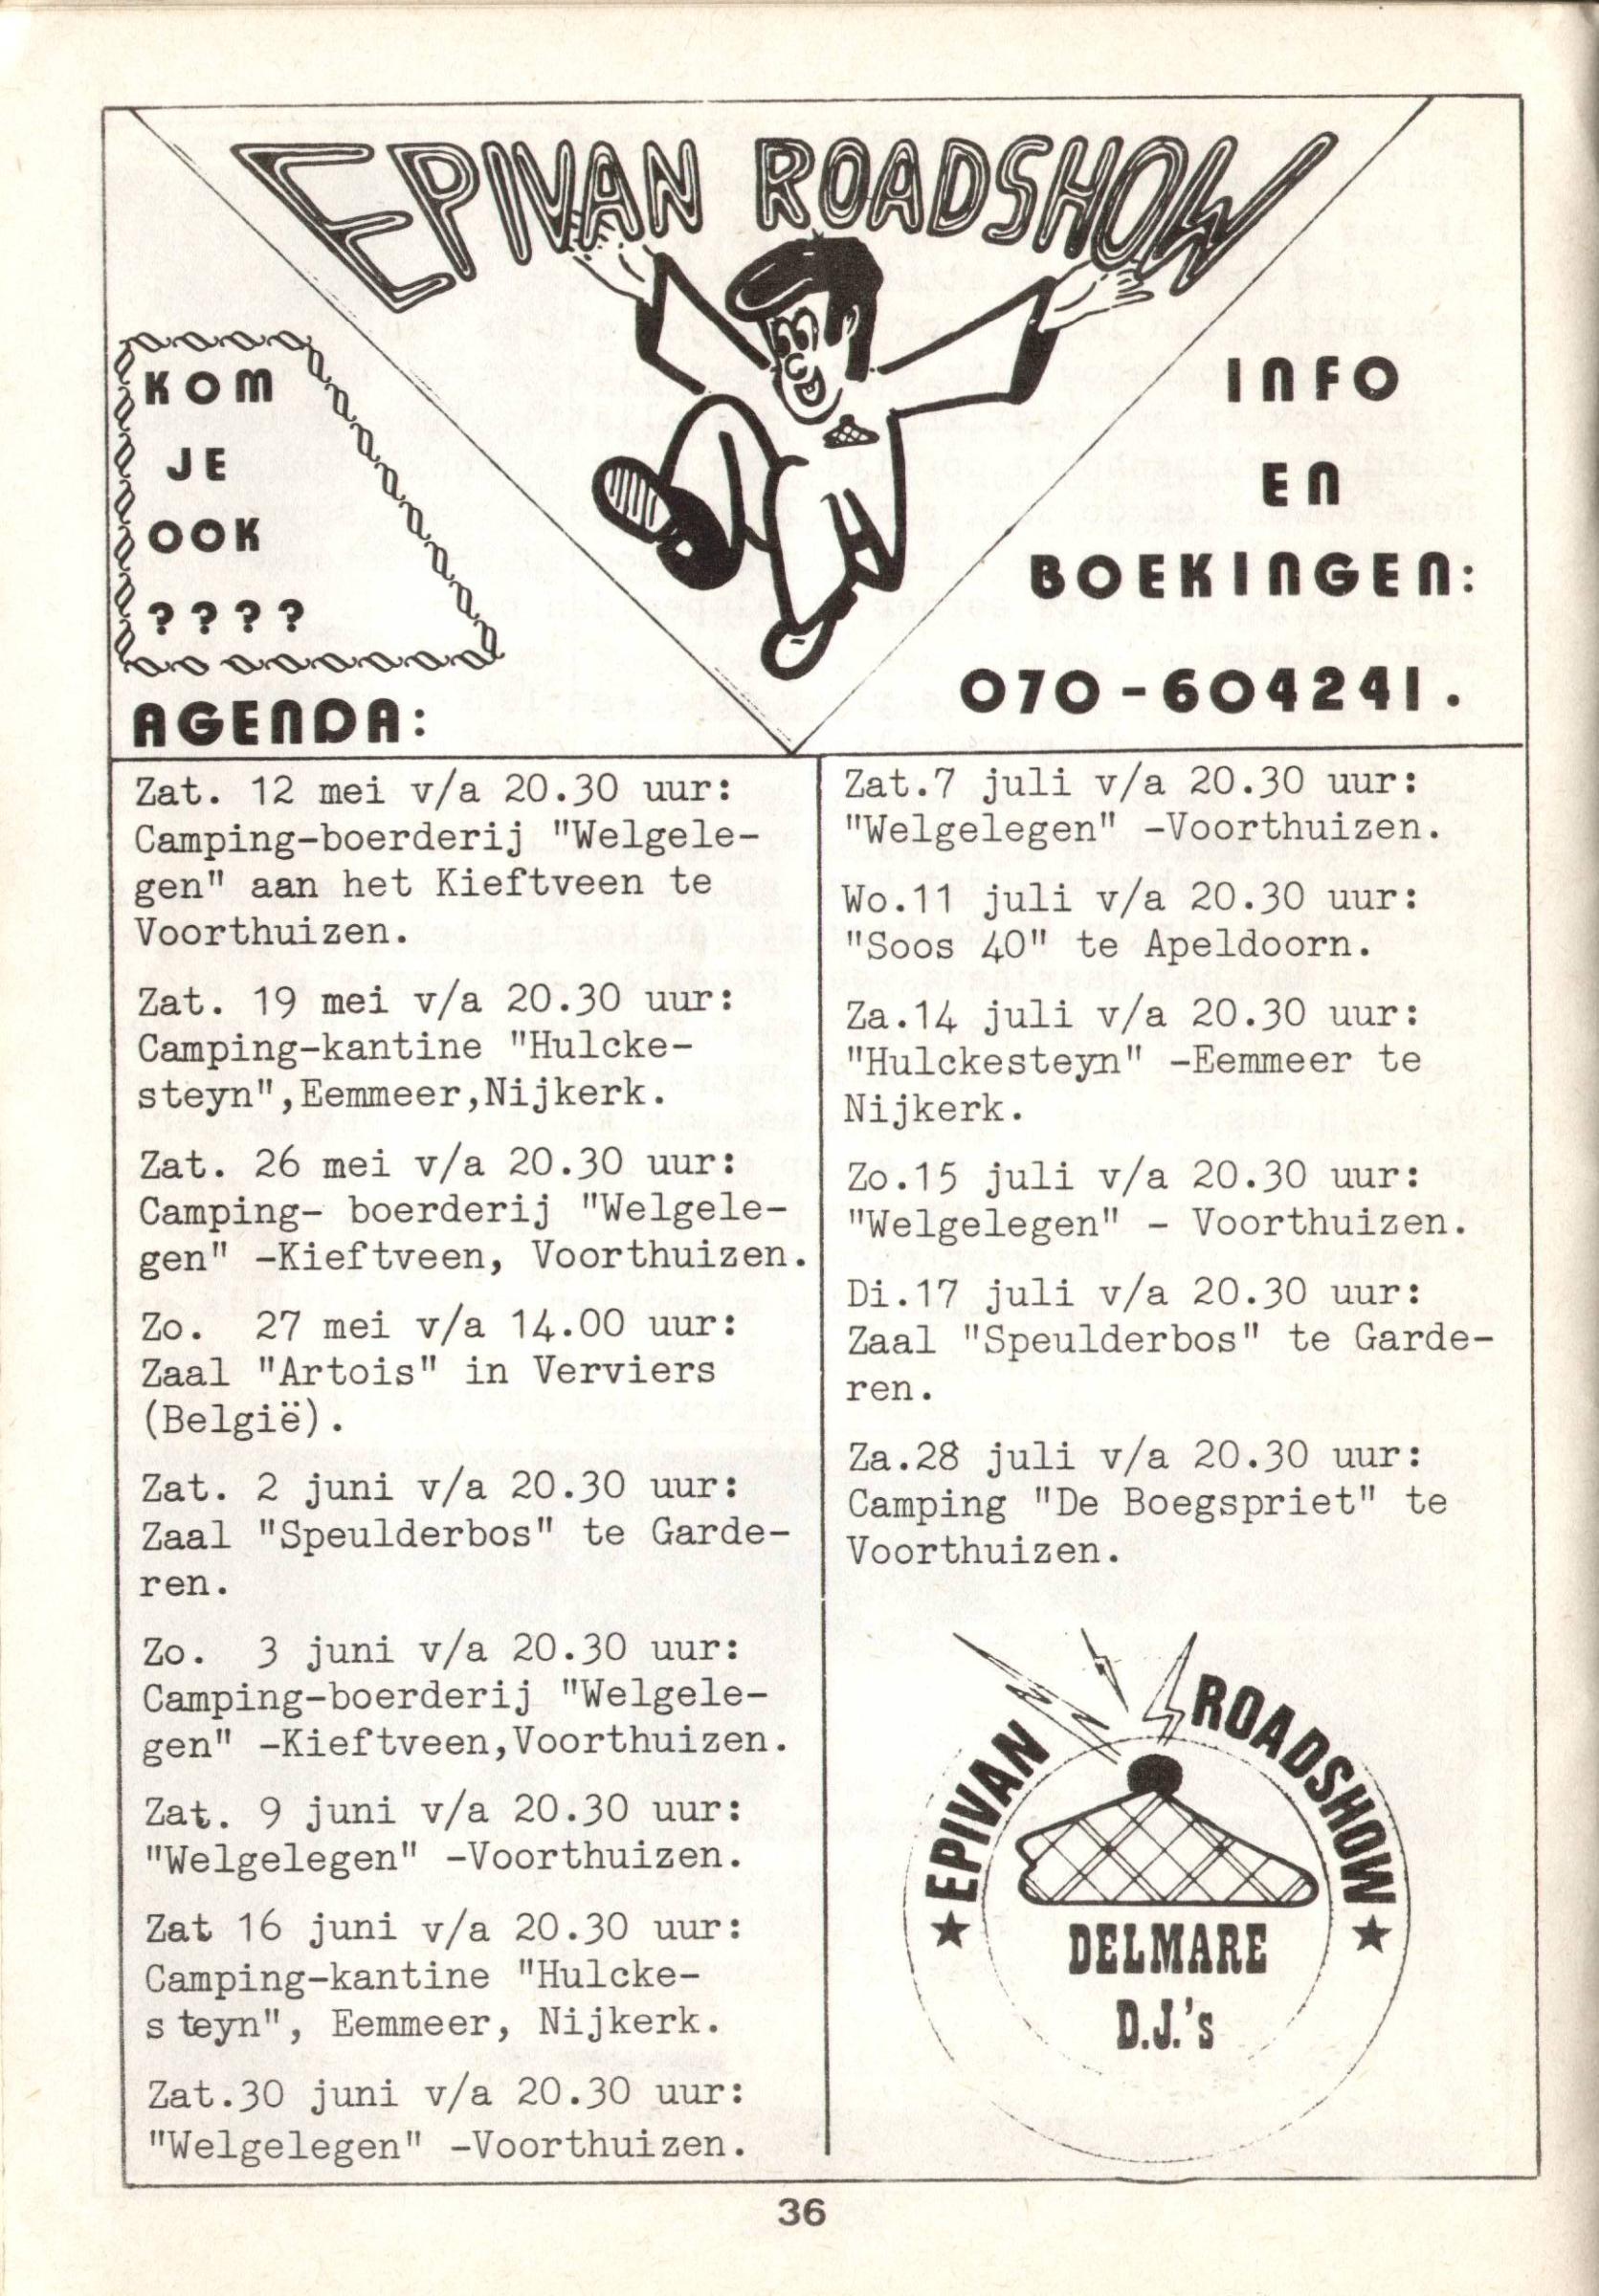 EPIVAN ROADSHOW
KOM
JE
OOK
????
INFO
EN
BOEKINGEN:
070-604241.
AGENDA:
Zat. 12 mei v/a 20.30 uur:
Camping-boerderij "Welgele-
gen" aan het Kieftveen te
Voorthuizen.
Zat. 19 mei v/a 20.30 uur:
Camping-kantine "Hulcke-
steyn",Eemmeer,Nijkerk.
Zat. 26 mei v/a 20.30 uur:
Camping- boerderij "Welgele-
gen" -Kieftveen, Voorthuizen.
Zo. 27 mei v/a 14.00 uur:
Zaal "Artois" in Verviers
(België).
Zat. 2 juni v/a 20.30 uur:
Zaal "Speulderbos" te Garde-
ren.
Zo. 3 juni v/a 20.30 uur:
Camping-boerderij "Welgele-
gen" -Kieftveen,Voorthuizen.
Zat. 9 juni v/a 20.30 uur:
"Welgelegen" -Voorthuizen.
Zat 16 juni v/a 20.30 uur:
Camping-kantine "Hulcke-
steyn", Eemmeer, Nijkerk.
Zat.30 juni v/a 20.30 uur:
"Welgelegen" -Voorthuizen.
Zat.7 juli v/a 20.30 uur:
"Welgelegen" -Voorthuizen.
Wo.11 juli v/a 20.30 uur:
"Soos 40" te Apeldoorn.
Za.14 juli v/a 20.30 uur:
"Hulckesteyn" -Eemmeer te
Nijkerk.
Zo.15 juli v/a 20.30 uur:
"Welgelegen" - Voorthuizen.
Di.17 juli v/a 20.30 uur:
Zaal "Speulderbos" te Garde-
ren.
Za.28 juli v/a 20.30 uur:
Camping "De Boegspriet" te
Voorthuizen.
★ EPIVAN ROADSHOW ★
DELMARE
D.J.'s
36